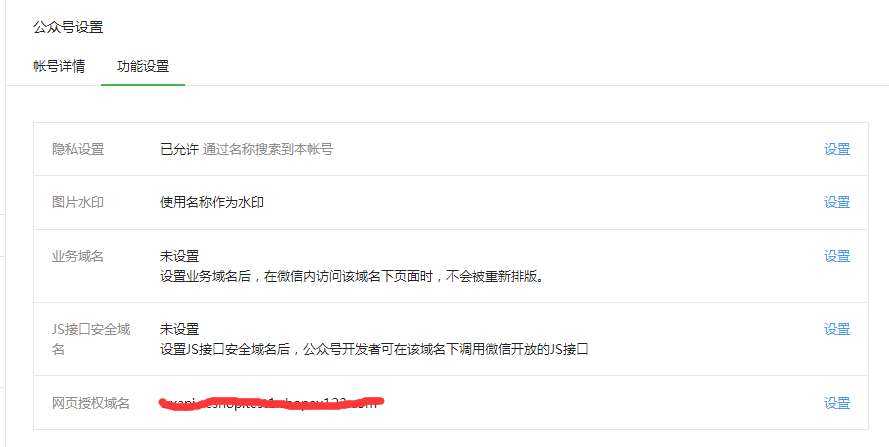 公众号设置
帐号详情 功能设置
隐私设置 已允许 通过名称搜索到本帐号 设置
图片水印 使用名称作为水印 设置
业务域名 未设置 设置
设置业务域名后，在微信内访问该域名下页面时，不会被重新排版。
JS接口安全域名 未设置 设置
设置JS接口安全域名后，公众号开发者可在该域名下调用微信开放的JS接口
网页授权域名 设置